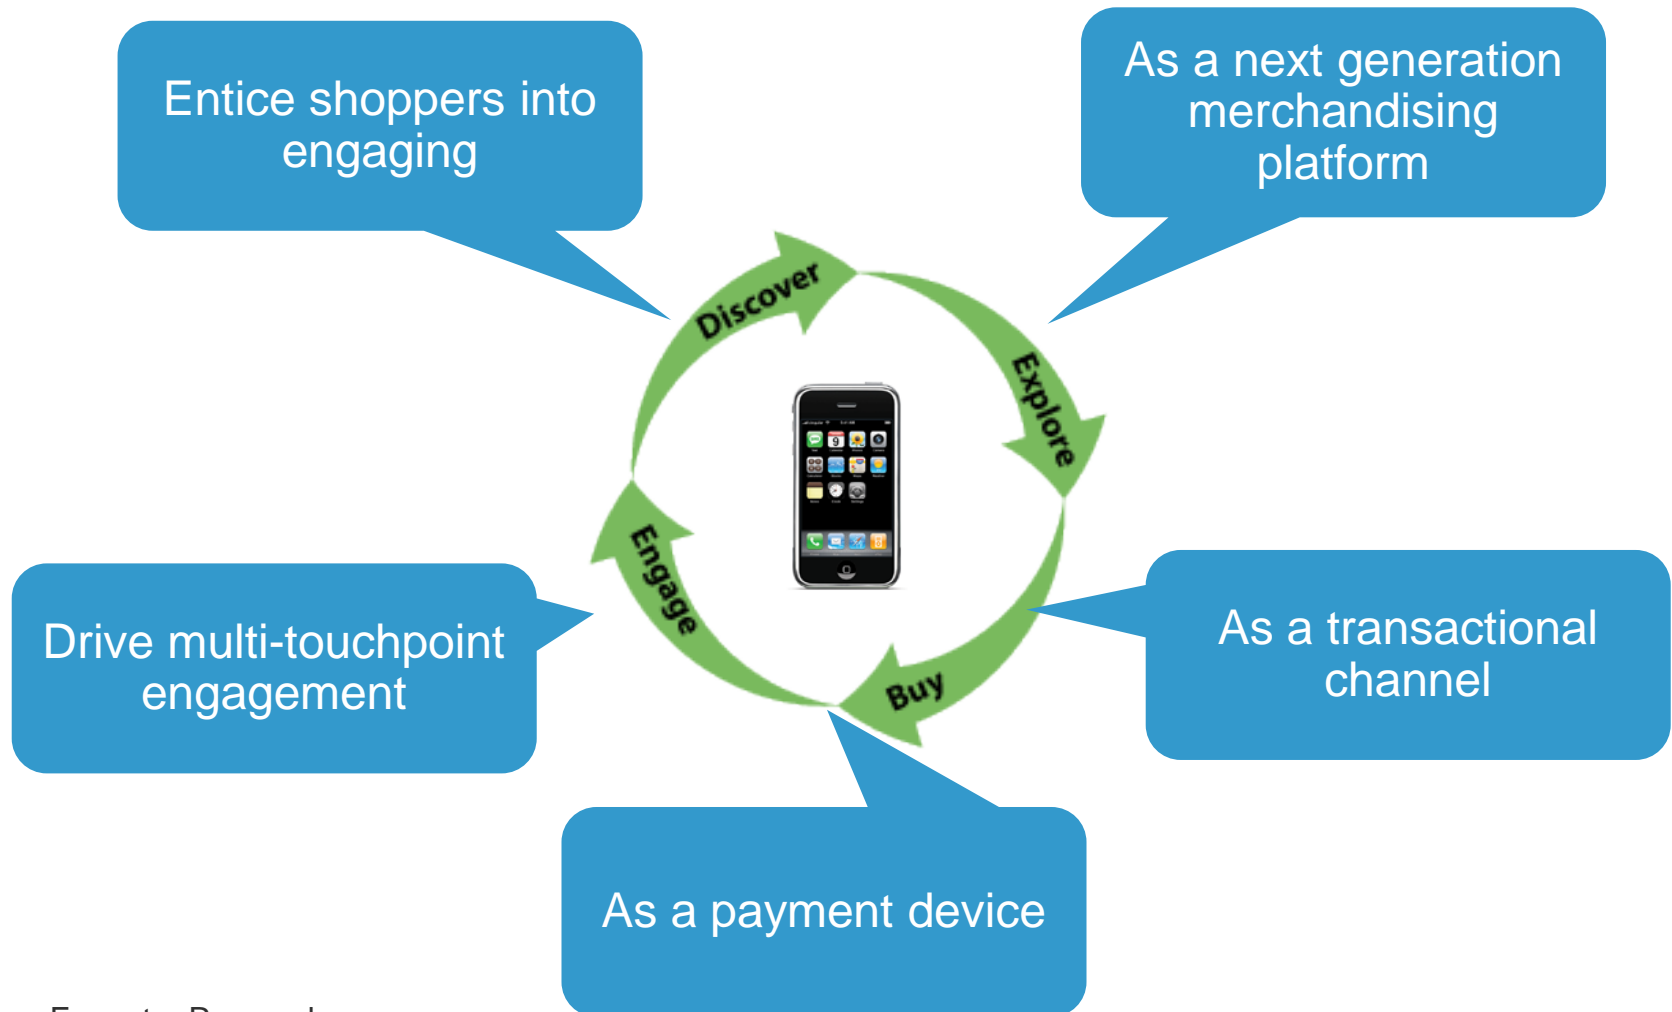 Entice shoppers into
engaging
As a next generation
merchandising
platform
Discover
Explore
Engage
Buy
Drive multi-touchpoint
engagement
As a transactional
channel
As a payment device
9